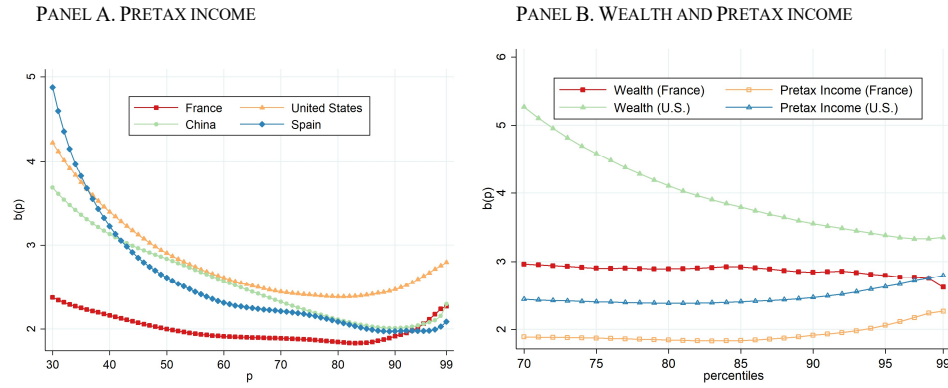 PANEL A. PRETAX INCOME
5
4
3
2
b(p)
France
United States
China
Spain
30
40
50
60
70
80
90
99
p
PANEL B. WEALTH AND PRETAX INCOME
6
5
4
3
2
b(p)
Wealth (France)
Pretax Income (France)
Wealth (U.S.)
Pretax Income (U.S.)
70
75
80
85
90
95
99
percentiles